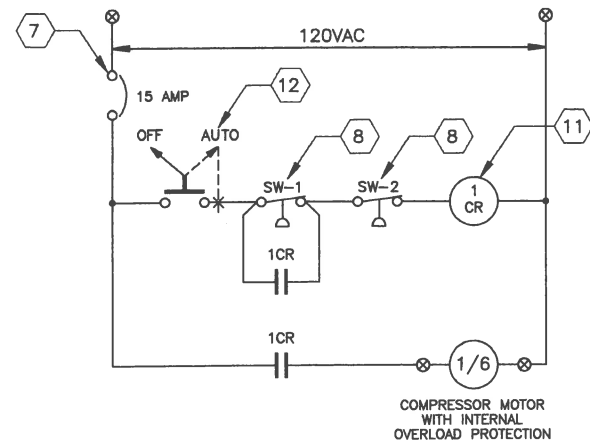 7
120VAC
15 AMP
12
OFF
AUTO
8
8
11
SW-1
SW-2
1
CR
1CR
1CR
1/6
COMPRESSOR MOTOR
WITH INTERNAL
OVERLOAD PROTECTION